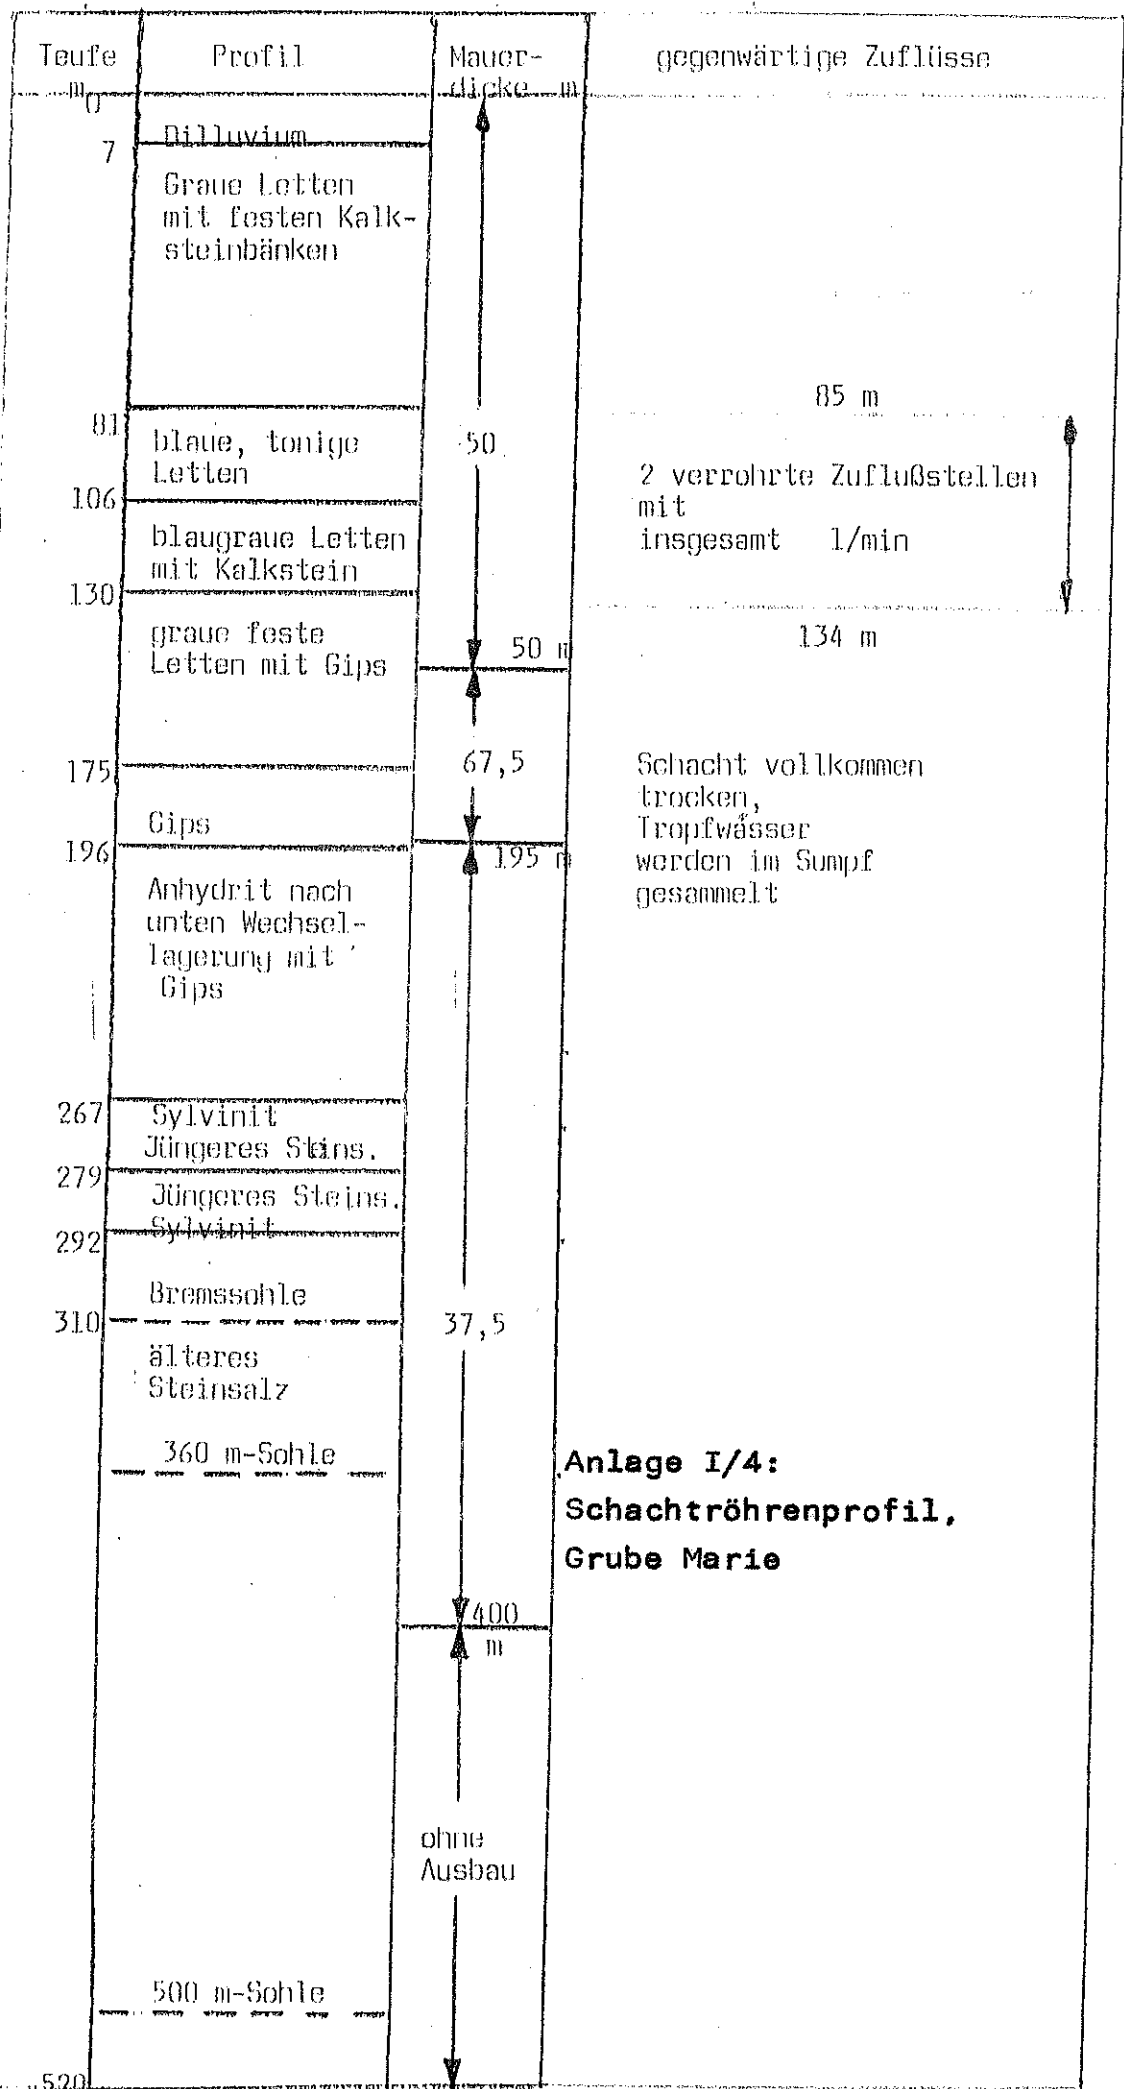 Teufe
m
Profil
Mauer-
dicke m
gegenwärtige Zuflüsse
0
Dilluvium
7
Graue Letten
mit festen Kalk-
steinbänken
85 m
81
blaue, tonige
Letten
50
2 verrohrte Zuflußstellen
mit
insgesamt l/min
106
blaugraue Letten
mit Kalkstein
130
graue feste
Letten mit Gips
50 m
134 m
175
67,5
Schacht vollkommen
trocken,
Tropfwässer
werden im Sumpf
gesammelt
Gips
196
195 m
Anhydrit nach
unten Wechsel-
lagerung mit
Gips
267
Sylvinit
Jüngeres Steins.
279
Jüngeres Steins.
Sylvinit
292
Bremssohle
310
37,5
älteres
Steinsalz
360 m-Sohle
Anlage I/4:
Schachtröhrenprofil,
Grube Marie
400
m
ohne
Ausbau
500 m-Sohle
520